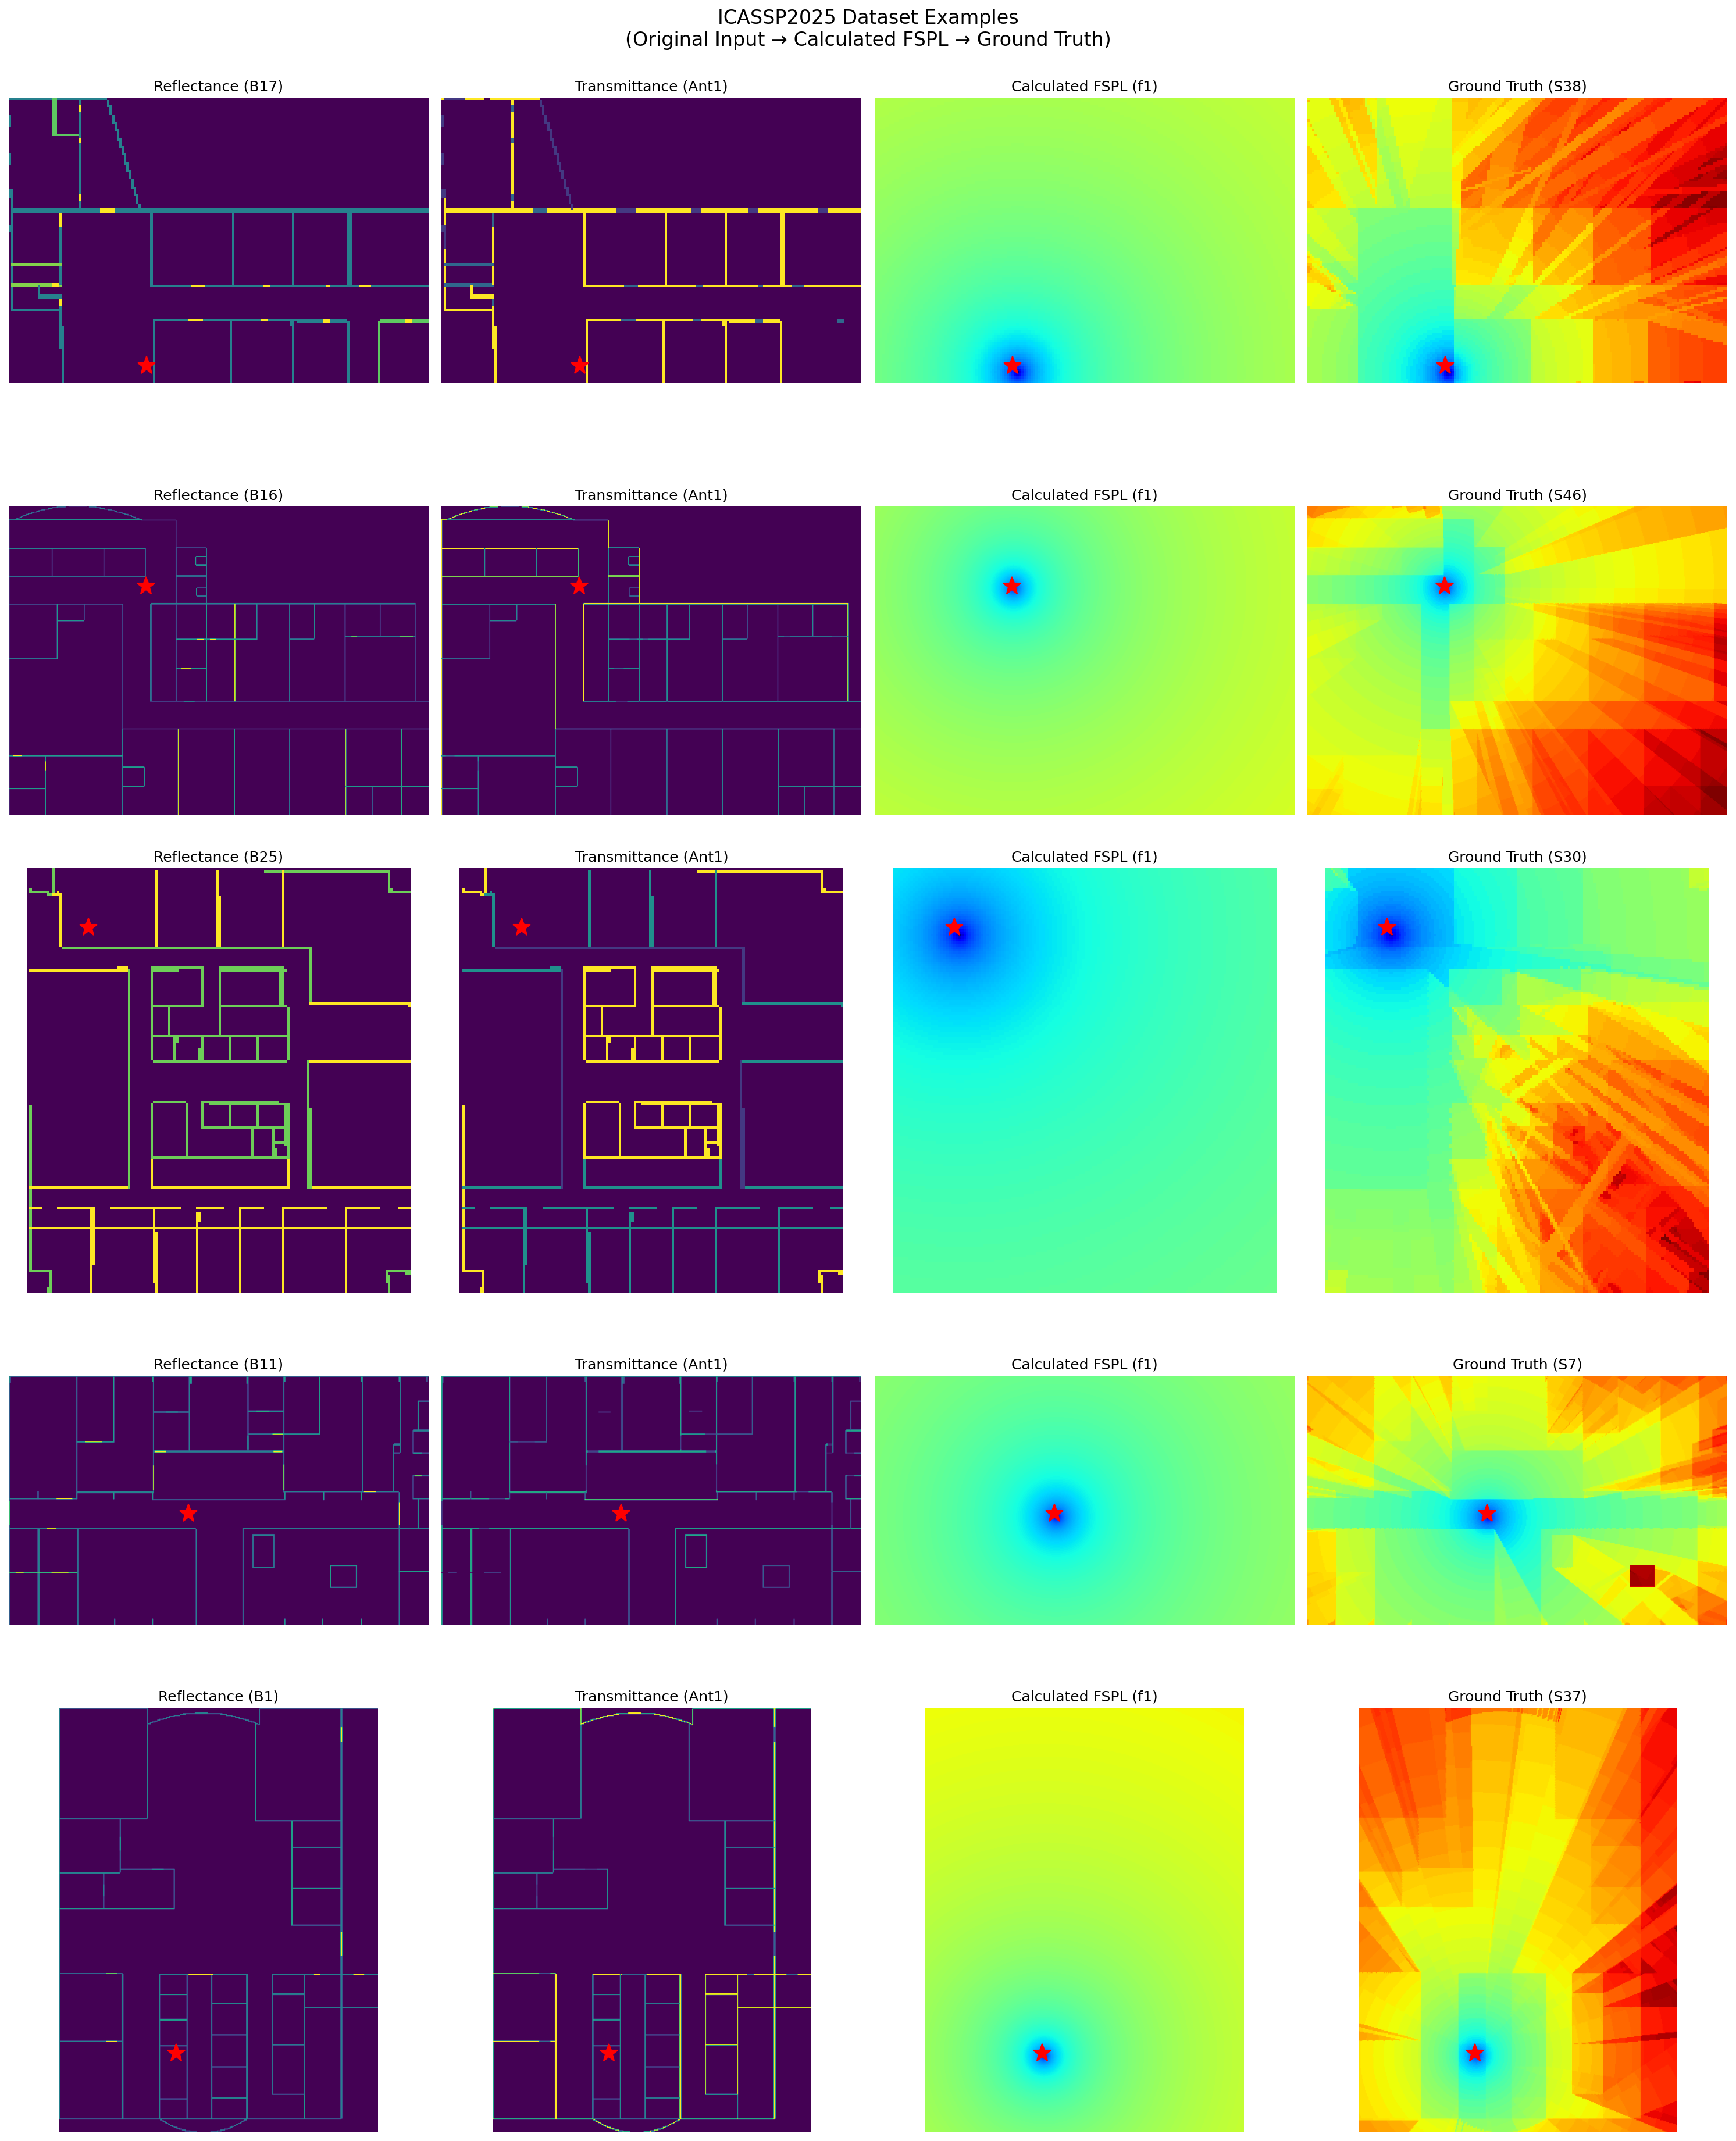 ICASSP2025 Dataset Examples
(Original Input → Calculated FSPL → Ground Truth)
Reflectance (B17)
Transmittance (Ant1)
Calculated FSPL (f1)
Ground Truth (S38)
Reflectance (B16)
Transmittance (Ant1)
Calculated FSPL (f1)
Ground Truth (S46)
Reflectance (B25)
Transmittance (Ant1)
Calculated FSPL (f1)
Ground Truth (S30)
Reflectance (B11)
Transmittance (Ant1)
Calculated FSPL (f1)
Ground Truth (S7)
Reflectance (B1)
Transmittance (Ant1)
Calculated FSPL (f1)
Ground Truth (S37)